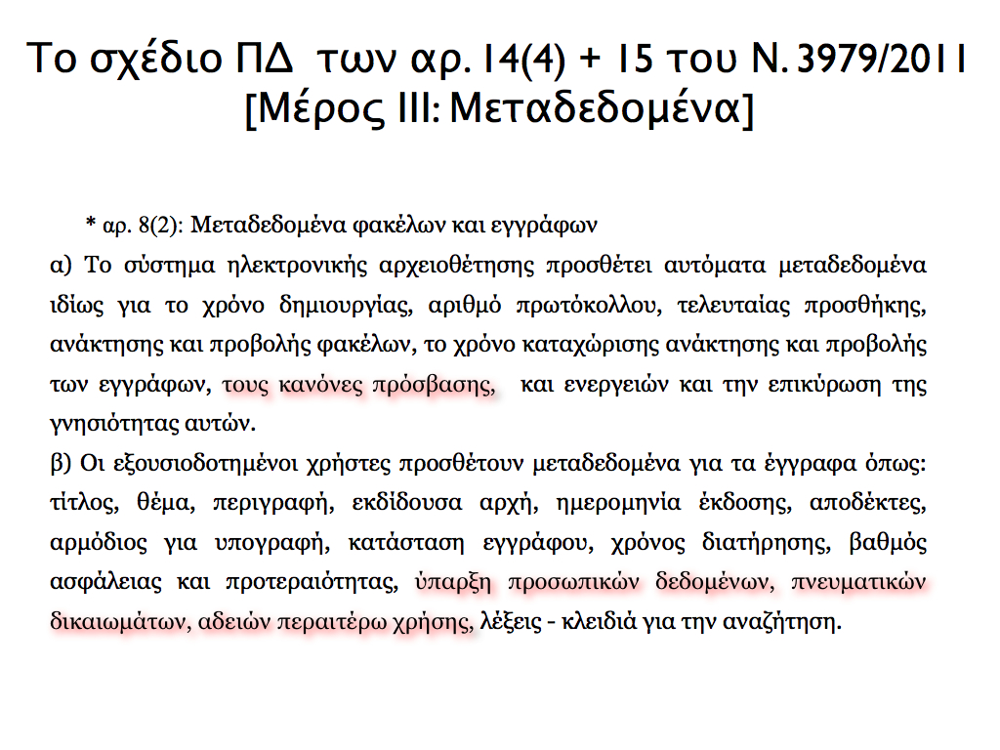 Το σχέδιο ΠΔ των αρ. 14(4) + 15 του Ν. 3979/2011
[Μέρος ΙΙΙ: Μεταδεδομένα]
* αρ. 8(2): Μεταδεδομένα φακέλων και εγγράφων
α) Το σύστημα ηλεκτρονικής αρχειοθέτησης προσθέτει αυτόματα μεταδεδομένα
ιδίως για το χρόνο δημιουργίας, αριθμό πρωτόκολλου, τελευταίας προσθήκης,
ανάκτησης και προβολής φακέλων, το χρόνο καταχώρισης ανάκτησης και προβολής
των εγγράφων, τους κανόνες πρόσβασης, και ενεργειών και την επικύρωση της
γνησιότητας αυτών.
β) Οι εξουσιοδοτημένοι χρήστες προσθέτουν μεταδεδομένα για τα έγγραφα όπως:
τίτλος, θέμα, περιγραφή, εκδίδουσα αρχή, ημερομηνία έκδοσης, αποδέκτες,
αρμόδιος για υπογραφή, κατάσταση εγγράφου, χρόνος διατήρησης, βαθμός
ασφάλειας και προτεραιότητας, ύπαρξη προσωπικών δεδομένων, πνευματικών
δικαιωμάτων, αδειών περαιτέρω χρήσης, λέξεις - κλειδιά για την αναζήτηση.